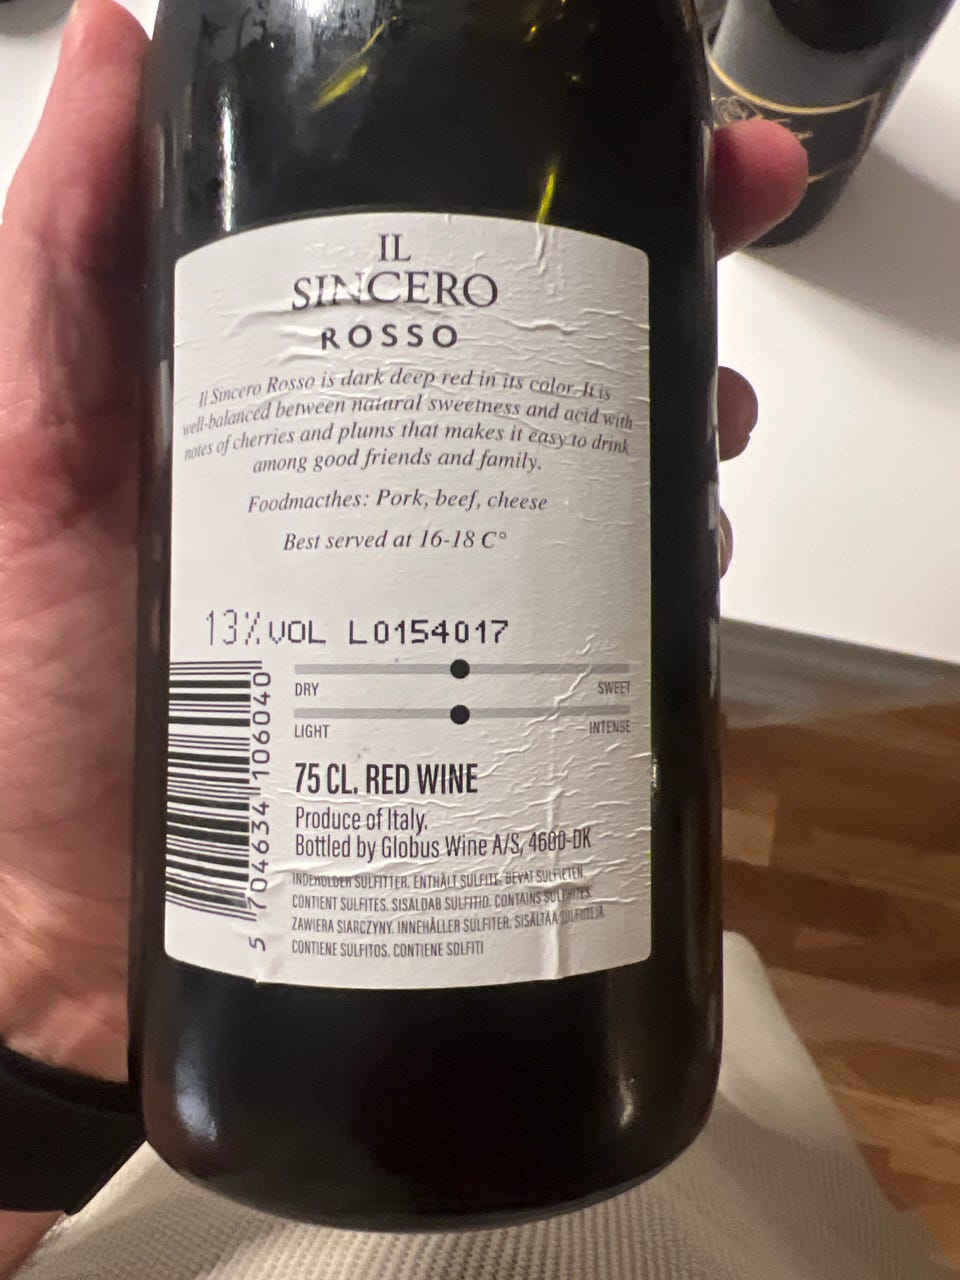 IL
SINCERO
ROSSO
Il Sincero Rosso is dark deep red in its color. It is
well-balanced between natural sweetness and acid with
notes of cherries and plums that makes it easy to drink
among good friends and family.
Foodmacthes: Pork, beef, cheese
Best served at 16-18 C°
13% VOL L0154017
DRY SWEET
LIGHT INTENSE
75 CL. RED WINE
Produce of Italy.
Bottled by Globus Wine A/S, 4600-DK
INDEHOLDER SULFITTER. ENTHÄLT SULFITE. BEVAT SULFIETEN.
CONTIENT SULFITES. SISALDAB SULFITID. CONTAINS SULPHITES.
ZAWIERA SIARCZYNY. INNEHÅLLER SULFITER. SISÄLTÄÄ SULFIITEJA
CONTIENE SULFITOS. CONTIENE SOLFITI
5 704634 106040